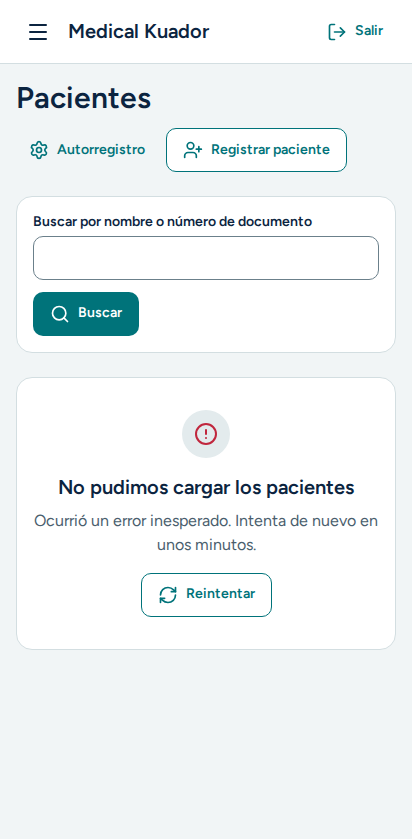 Medical Kuador
Salir
Pacientes
Autorregistro
Registrar paciente
Buscar por nombre o número de documento
Buscar
No pudimos cargar los pacientes
Ocurrió un error inesperado. Intenta de nuevo en
unos minutos.
Reintentar